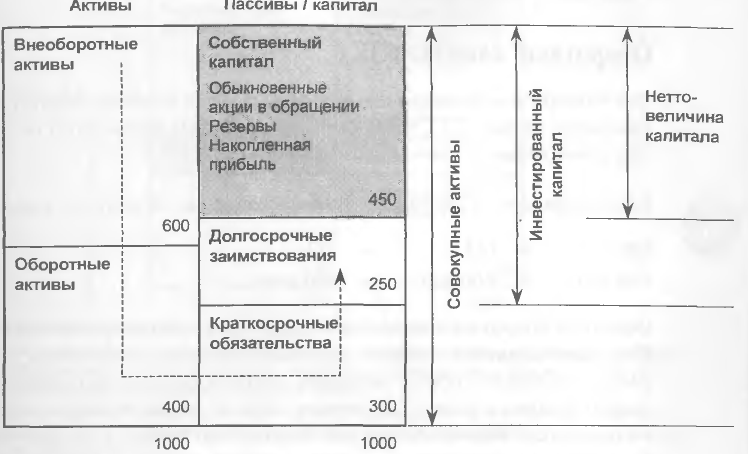 Активы
Пассивы / капитал
Внеоборотные
активы
600
Оборотные
активы
400
1000
Собственный
капитал
Обыкновенные
акции в обращении
Резервы
Накопленная
прибыль
450
Долгосрочные
заимствования
250
Краткосрочные
обязательства
300
1000
Совокупные активы
Инвестированный
капитал
Нетто-
величина
капитала